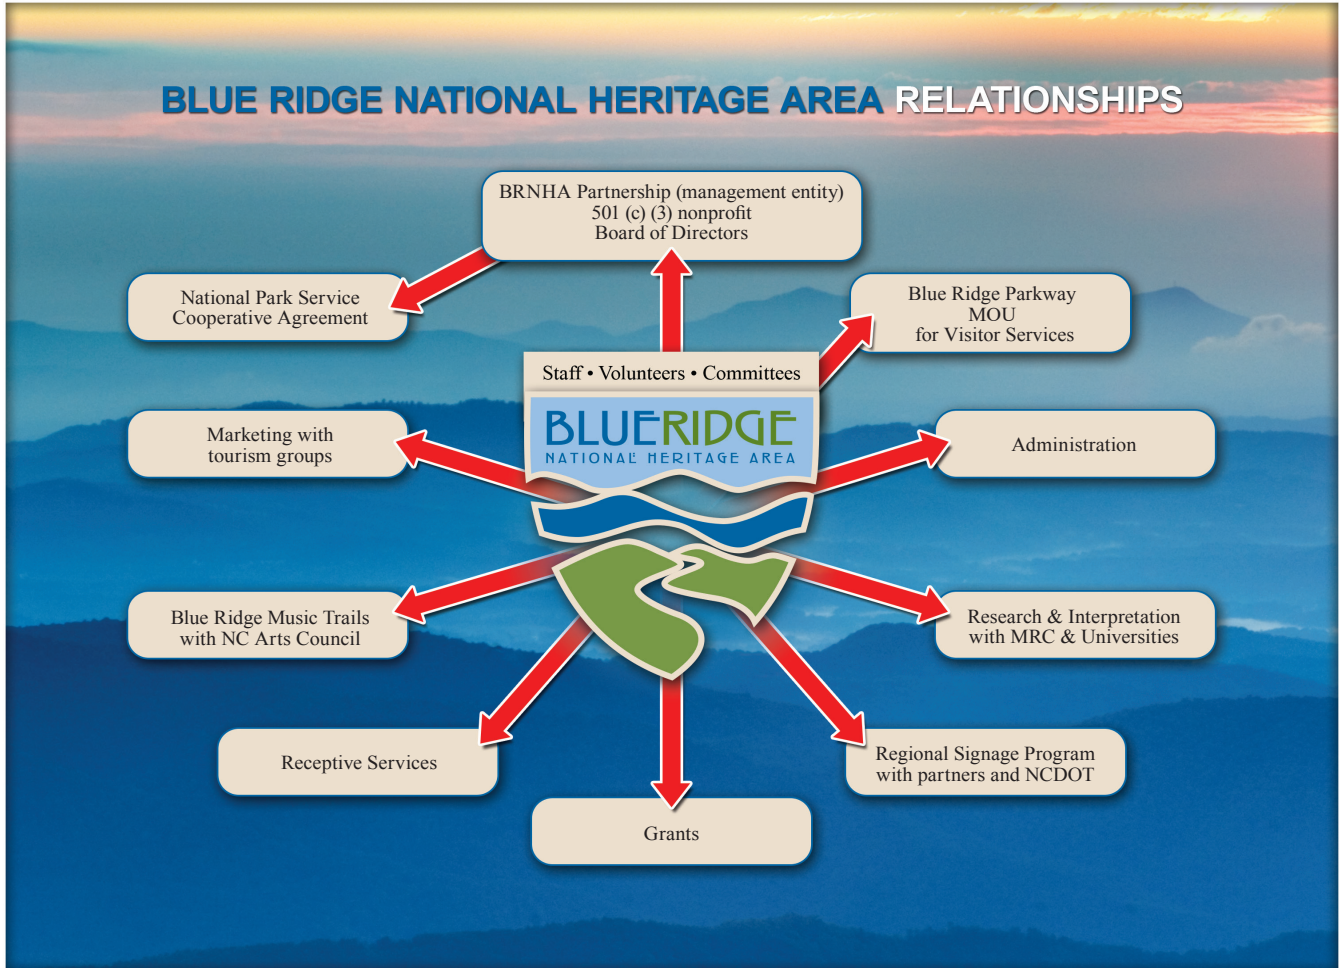 BLUE RIDGE NATIONAL HERITAGE AREA RELATIONSHIPS
BRNHA Partnership (management entity)
501 (c) (3) nonprofit
Board of Directors
National Park Service
Cooperative Agreement
Blue Ridge Parkway
MOU
for Visitor Services
Staff • Volunteers • Committees
BLUERIDGE
NATIONAL HERITAGE AREA
Marketing with
tourism groups
Administration
Blue Ridge Music Trails
with NC Arts Council
Research & Interpretation
with MRC & Universities
Receptive Services
Regional Signage Program
with partners and NCDOT
Grants